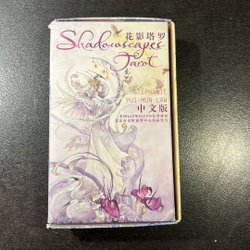 花影塔罗
Shadowscapes
Tarot
STEPHANIE
PUI-MUN LAW
中文版